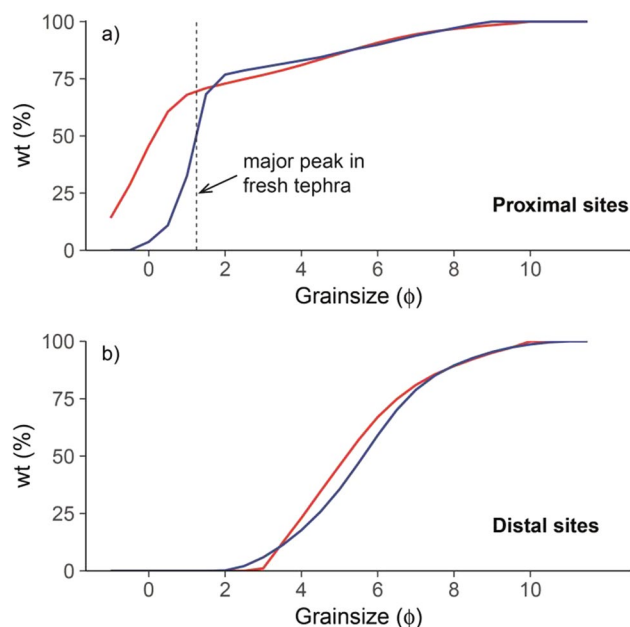 a)
100
75
50
25
0
wt (%)
major peak in
fresh tephra
Proximal sites
0 2 4 6 8 10
Grainsize (ϕ)
b)
100
75
50
25
0
wt (%)
Distal sites
0 2 4 6 8 10
Grainsize (ϕ)